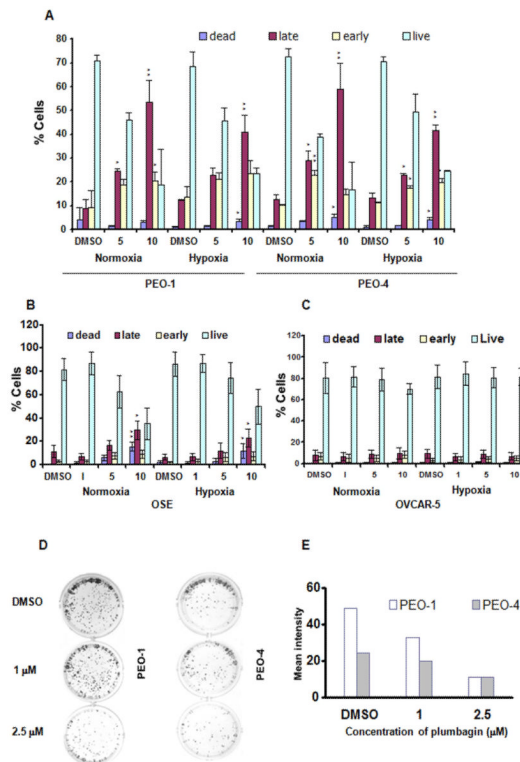 A
dead late early live
% Cells
80
70
60
50
40
30
20
10
0
DMSO 5 10 DMSO 5 10 DMSO 5 10 DMSO 5 10
Normoxia Hypoxia Normoxia Hypoxia
PEO-1 PEO-4
B
dead late early live
% Cells
120
100
80
60
40
20
0
DMSO I 5 10 DMSO 1 5 10
Normoxia Hypoxia
OSE
C
dead late early Live
% Cells
120
100
80
60
40
20
0
DMSO I 5 10 DMSO 1 5 10
Normoxia Hypoxia
OVCAR-5
D
DMSO
1 µM
2.5 µM
PEO-1
PEO-4
E
PEO-1 PEO-4
Mean intensity
60
40
20
0
DMSO 1 2.5
Concentration of plumbagin (µM)